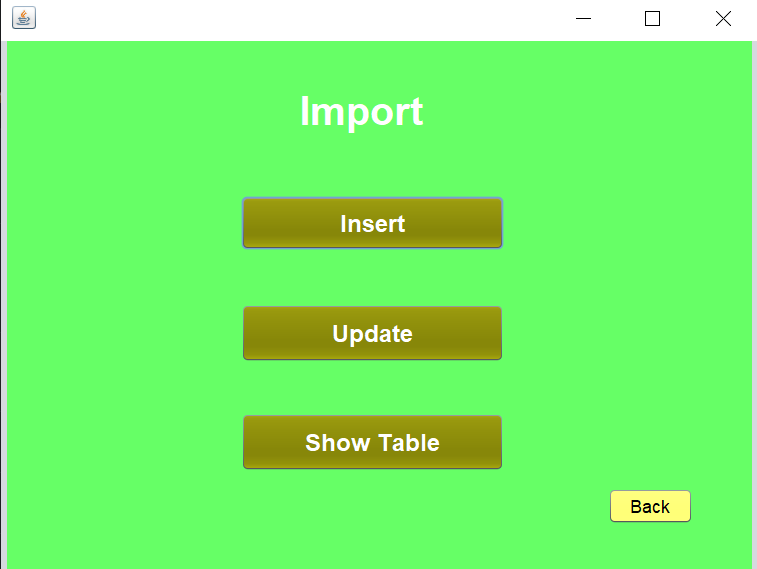 Import
Insert
Update
Show Table
Back